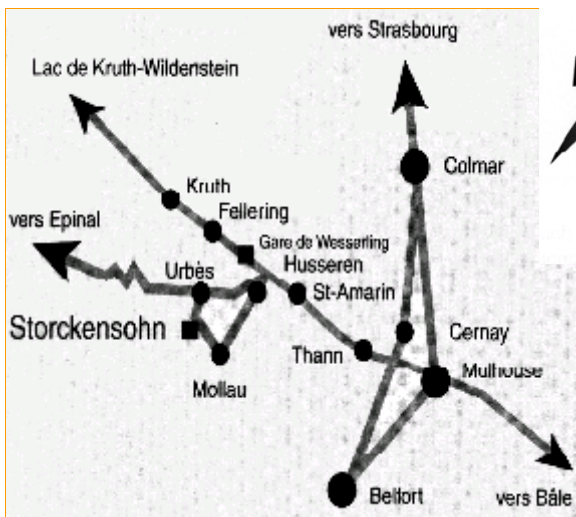 vers Strasbourg
Lac de Kruth-Wildenstein
Colmar
Kruth
Fellering
vers Epinal
Gare de Wesserling
Urbès
Husseren
St-Amarin
Storckensohn
Cernay
Thann
Mulhouse
Mollau
Belfort
vers Bâle